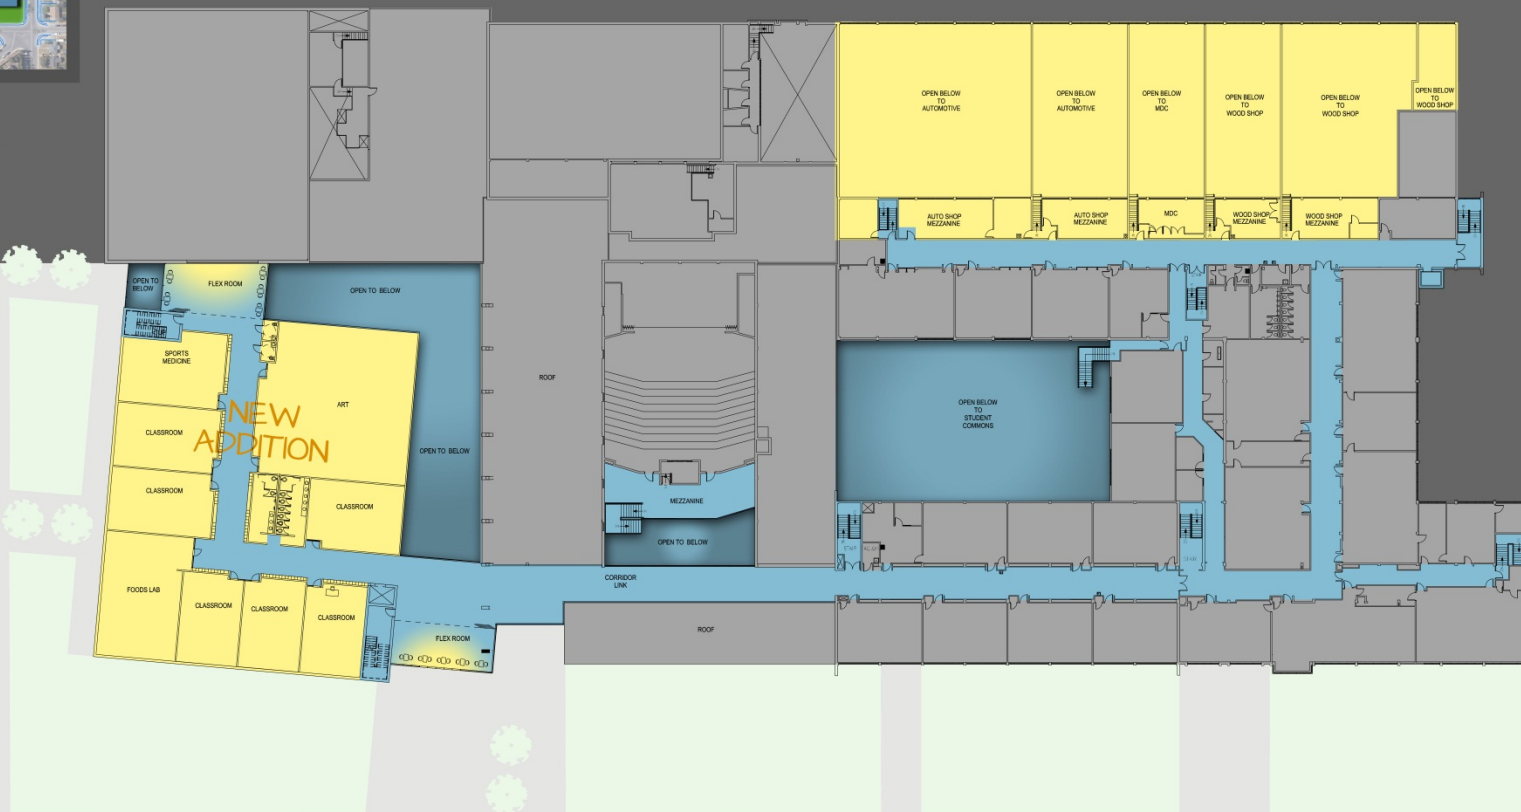 OPEN BELOW
TO
AUTOMOTIVE
OPEN BELOW
TO
AUTOMOTIVE
OPEN BELOW
TO
MDC
OPEN BELOW
TO
WOOD SHOP
OPEN BELOW
TO
WOOD SHOP
OPEN BELOW
TO
WOOD SHOP
AUTO SHOP
MEZZANINE
AUTO SHOP
MEZZANINE
MDC
WOOD SHOP
MEZZANINE
WOOD SHOP
MEZZANINE
OPEN TO
BELOW
FLEX ROOM
OPEN TO BELOW
SPORTS
MEDICINE
ROOF
ART
NEW
ADDITION
CLASSROOM
OPEN BELOW
TO
STUDENT
COMMONS
OPEN TO BELOW
CLASSROOM
CLASSROOM
MEZZANINE
OPEN TO BELOW
CORRIDOR
LINK
FOODS LAB
CLASSROOM
CLASSROOM
CLASSROOM
FLEX ROOM
ROOF